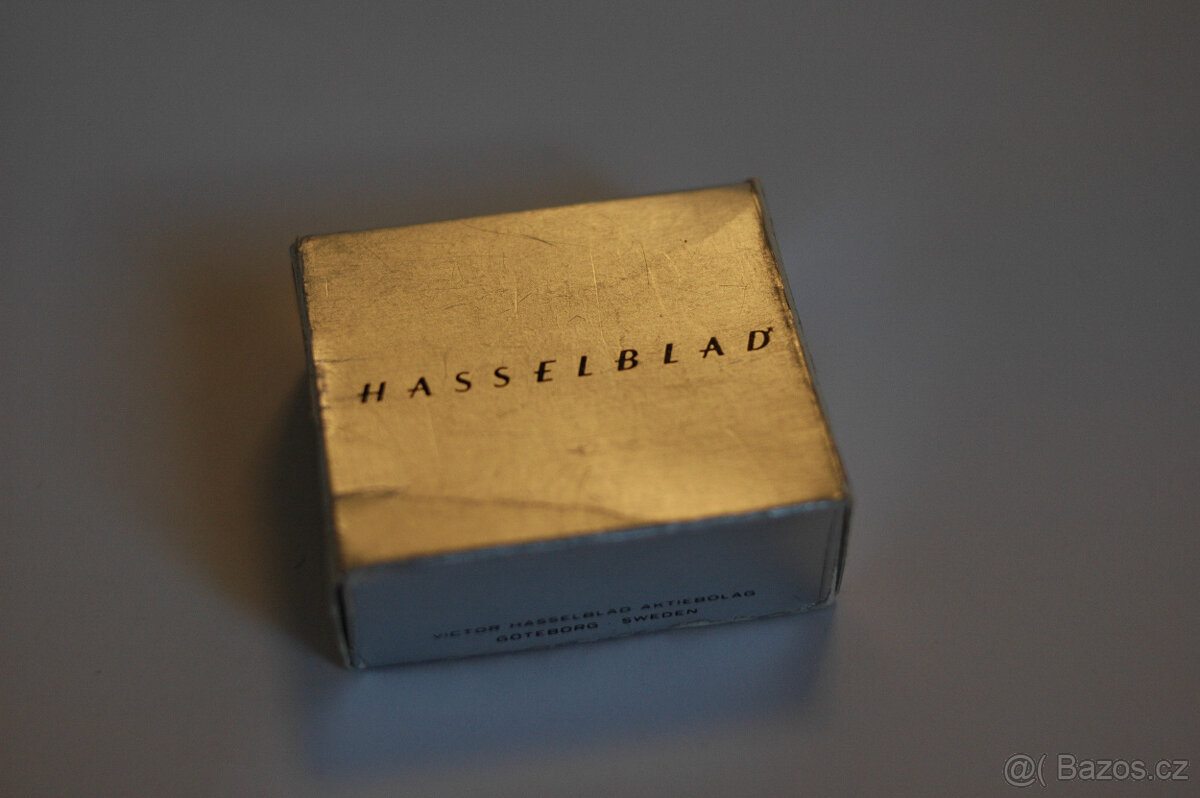 HASSELBLAD
VICTOR HASSELBLAD AKTIEBOLAG
GÖTEBORG SWEDEN
@( Bazos.cz